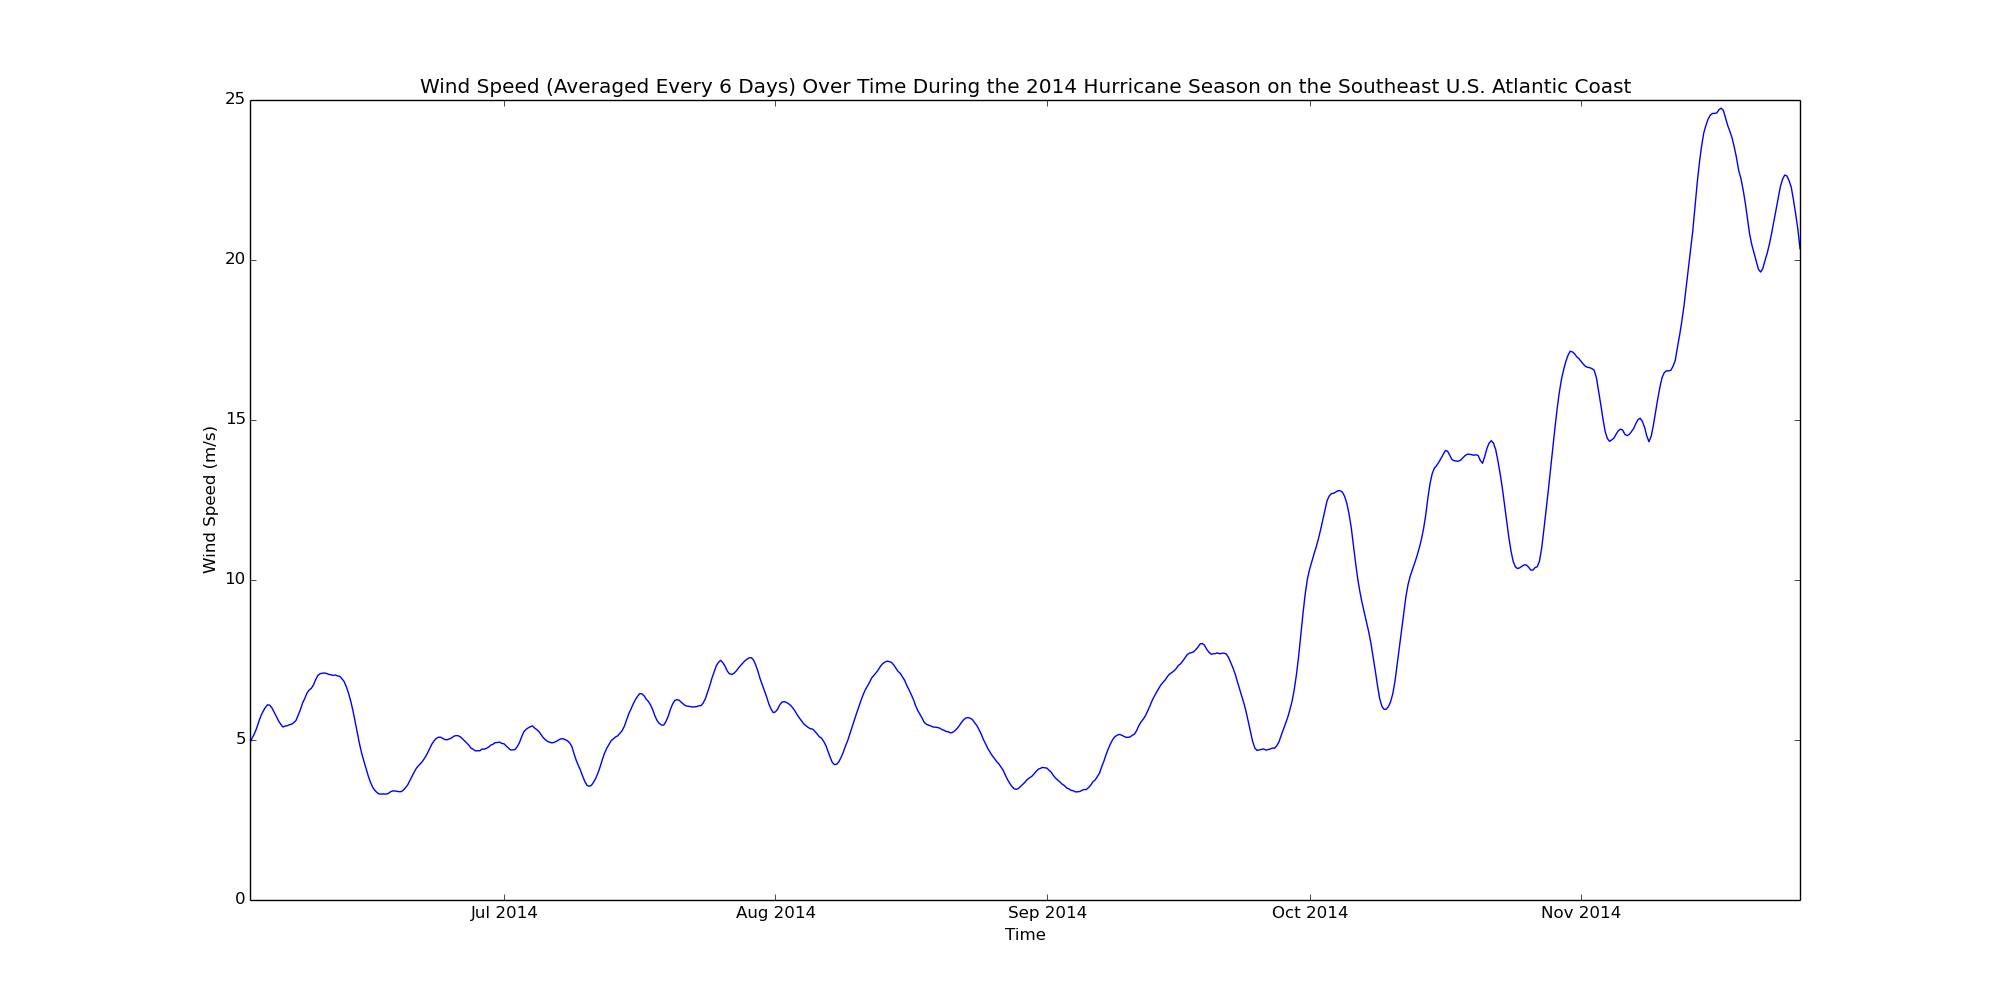 Wind Speed (Averaged Every 6 Days) Over Time During the 2014 Hurricane Season on the Southeast U.S. Atlantic Coast
25
20
15
10
5
0
Wind Speed (m/s)
Jul 2014
Aug 2014
Sep 2014
Oct 2014
Nov 2014
Time